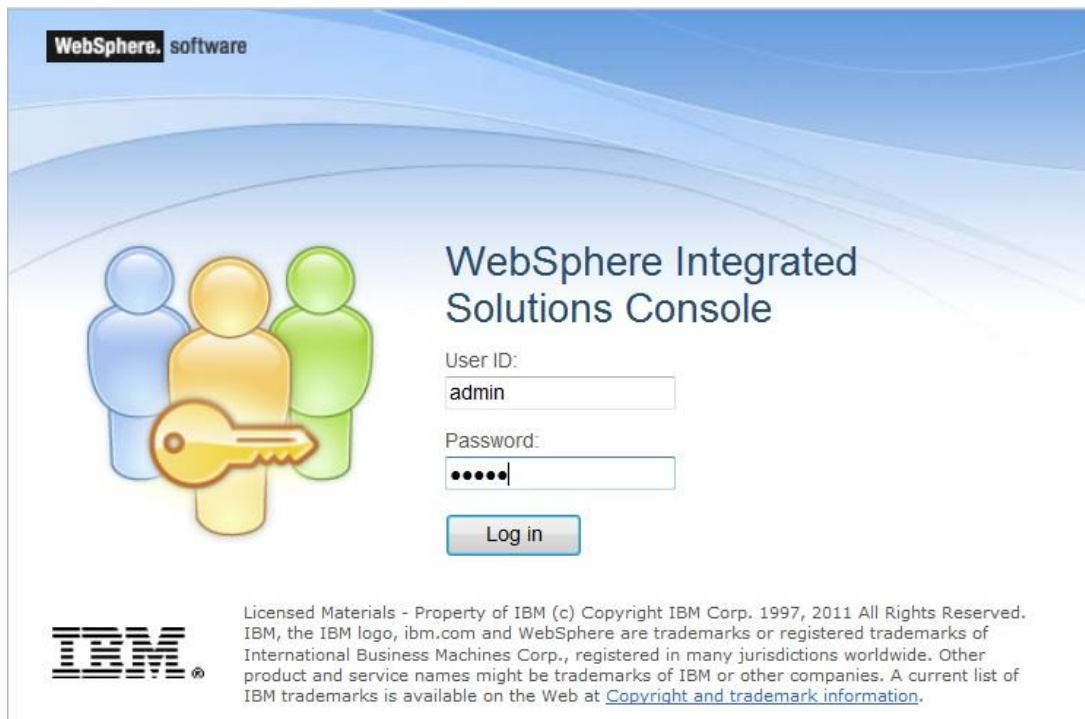 WebSphere. software
WebSphere Integrated
Solutions Console
User ID:
admin
Password:
●●●●●
Log in
Licensed Materials - Property of IBM (c) Copyright IBM Corp. 1997, 2011 All Rights Reserved.
IBM, the IBM logo, ibm.com and WebSphere are trademarks or registered trademarks of
International Business Machines Corp., registered in many jurisdictions worldwide. Other
product and service names might be trademarks of IBM or other companies. A current list of
IBM trademarks is available on the Web at Copyright and trademark information.
IBM®